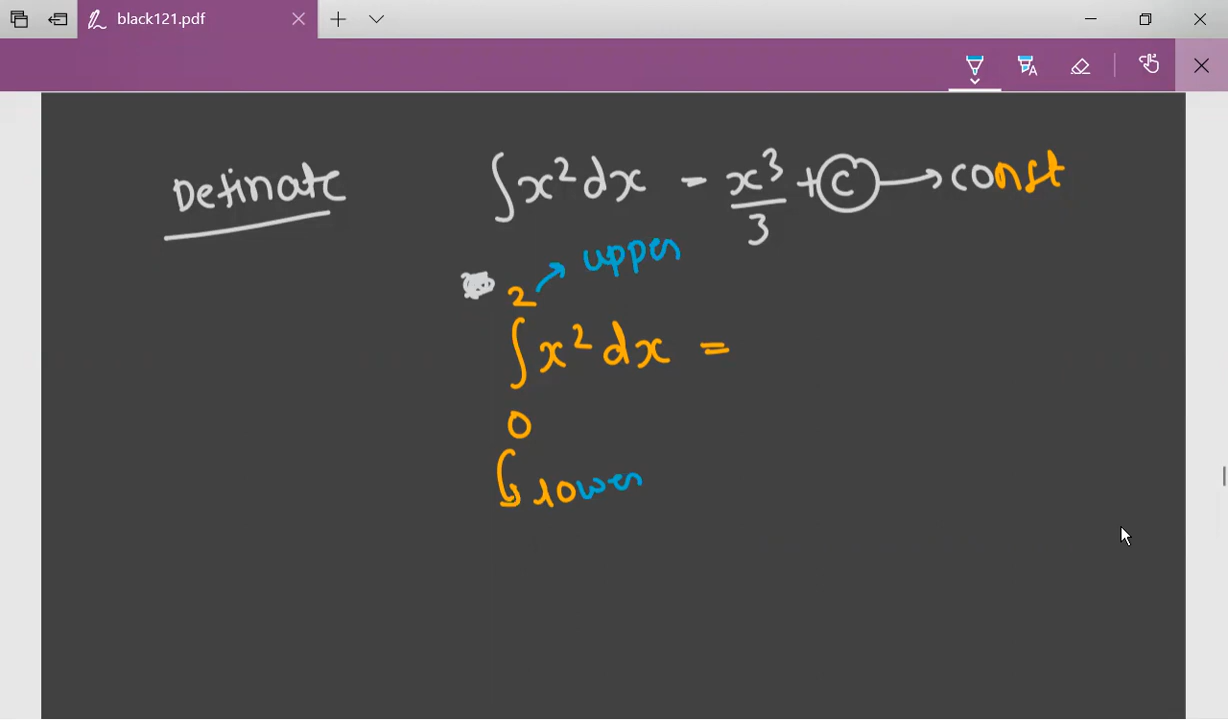 black121.pdf
Definate
∫x²dx - x³/3 + C → const
2 → upper
∫x²dx =
0
lower